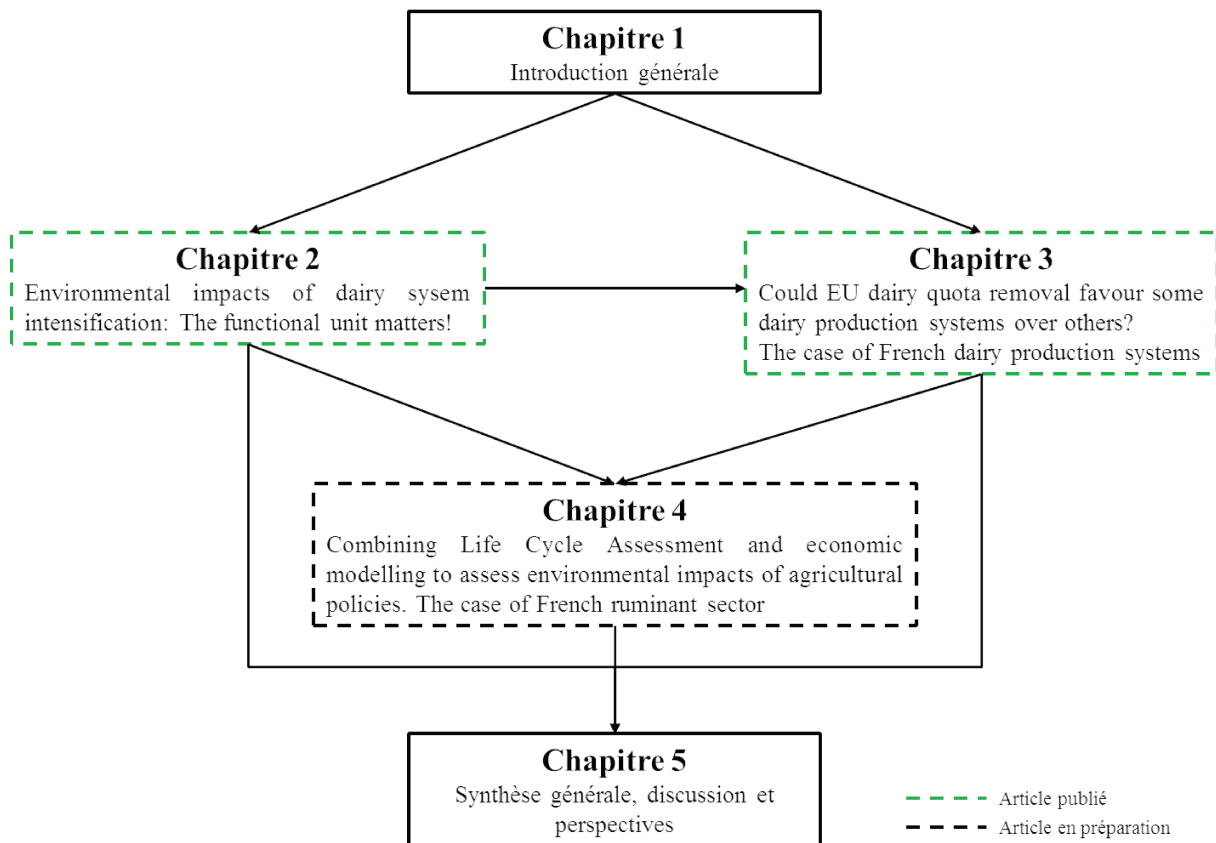 Chapitre 1
Introduction générale
Chapitre 2
Environmental impacts of dairy sysem
intensification: The functional unit matters!
Chapitre 3
Could EU dairy quota removal favour some
dairy production systems over others?
The case of French dairy production systems
Chapitre 4
Combining Life Cycle Assessment and economic
modelling to assess environmental impacts of agricultural
policies. The case of French ruminant sector
Chapitre 5
Synthèse générale, discussion et
perspectives
Article publié
Article en préparation